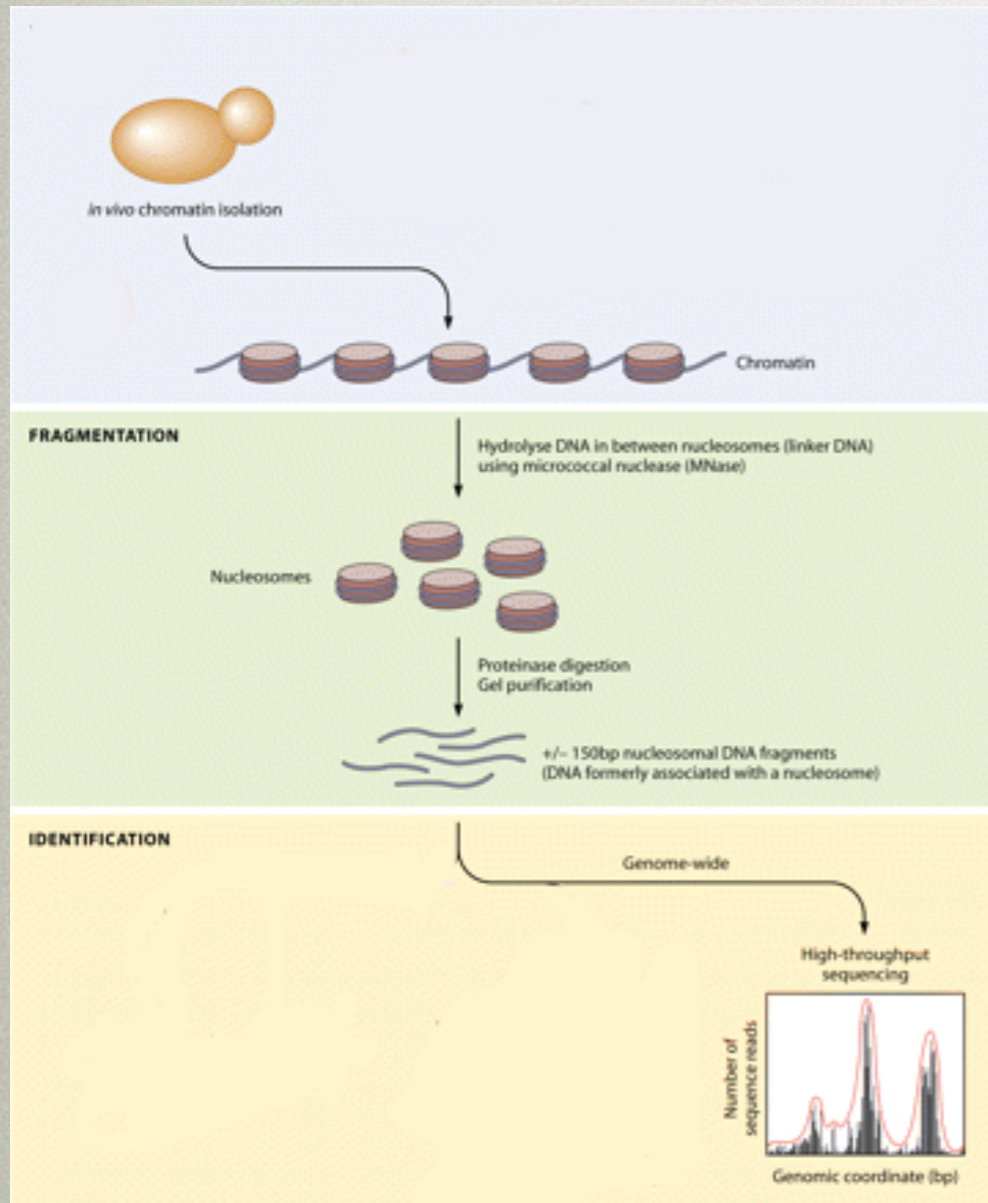 in vivo chromatin isolation
Chromatin
FRAGMENTATION
Hydrolyse DNA in between nucleosomes (linker DNA)
using micrococcal nuclease (MNase)
Nucleosomes
Proteinase digestion
Gel purification
+/− 150bp nucleosomal DNA fragments
(DNA formerly associated with a nucleosome)
IDENTIFICATION
Genome-wide
High-throughput
sequencing
Number of
sequence reads
Genomic coordinate (bp)